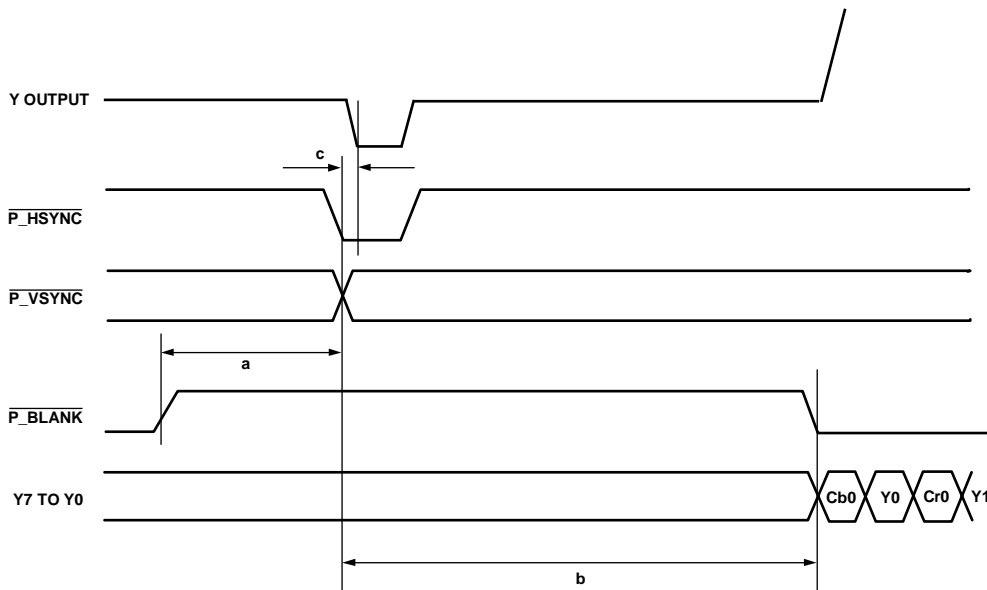 Y OUTPUT
c
P_HSYNC
P_VSYNC
a
P_BLANK
Y7 TO Y0
Cb0 Y0 Cr0 Y1
b